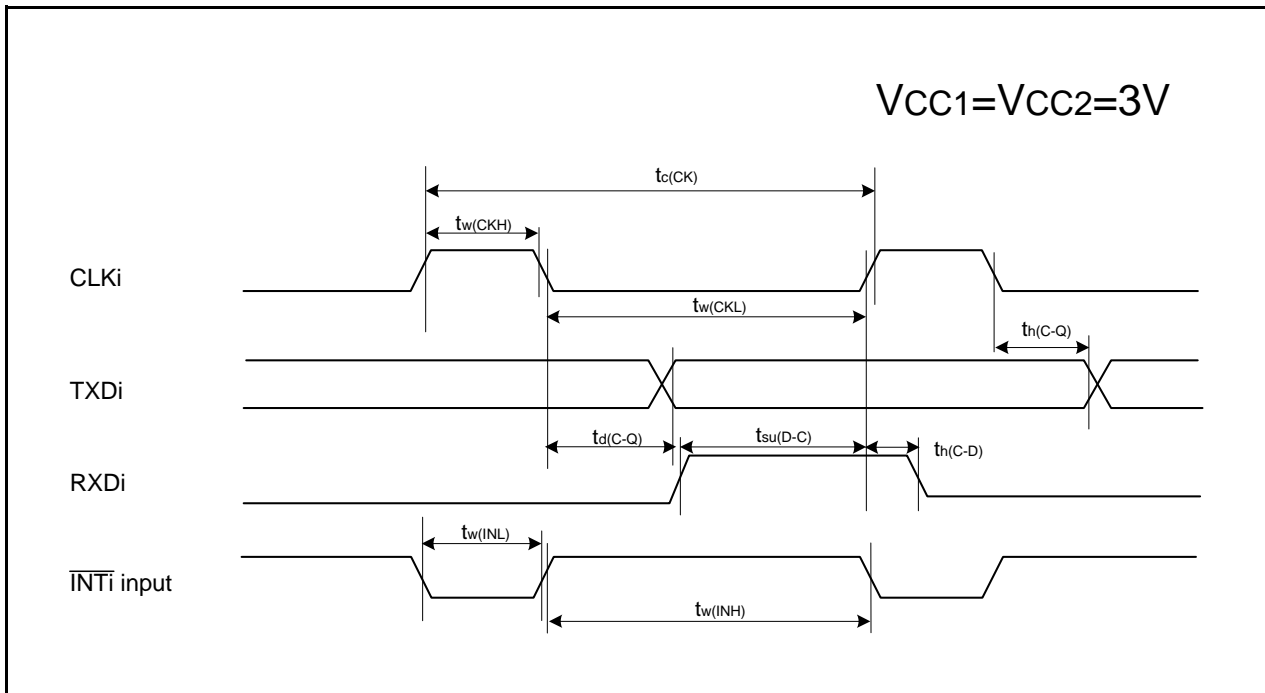 VCC1=VCC2=3V
tc(CK)
tw(CKH)
CLKi
tw(CKL)
th(C-Q)
TXDi
td(C-Q)
tsu(D-C)
th(C-D)
RXDi
tw(INL)
I̅N̅T̅i̅ input
tw(INH)